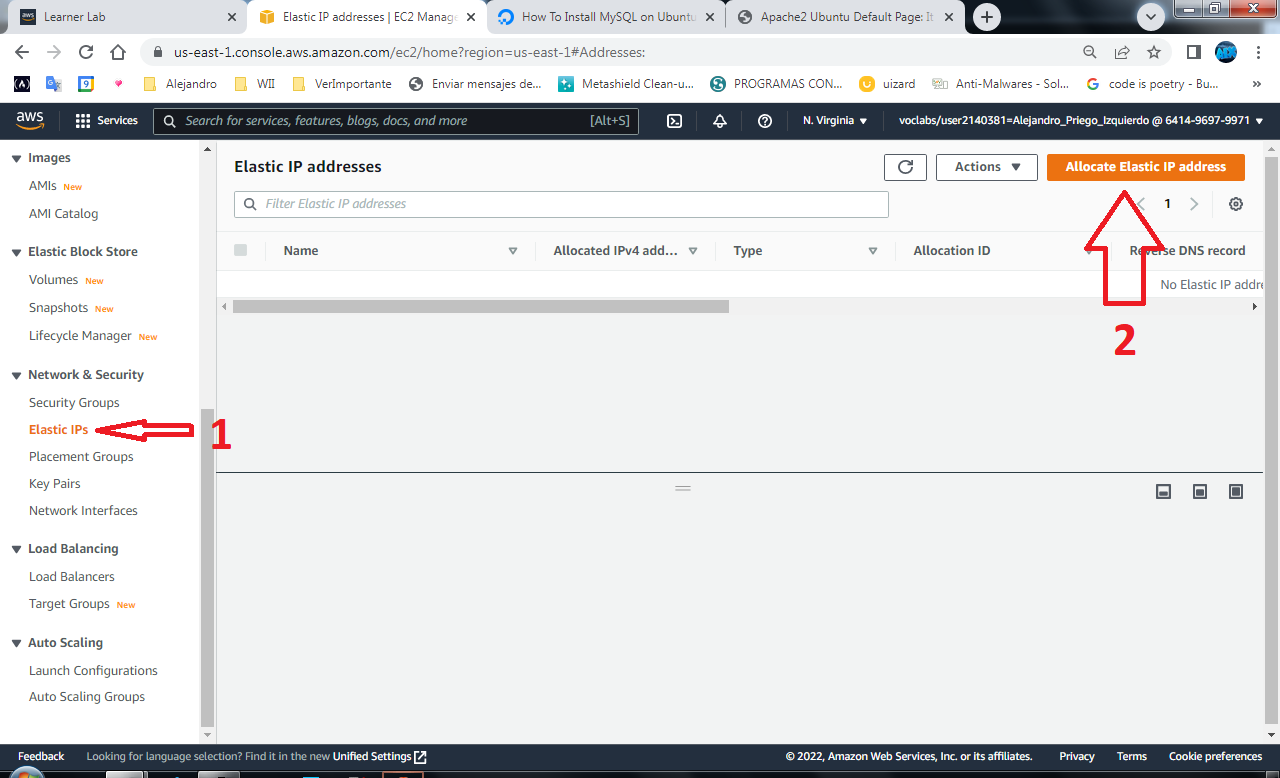 Learner Lab
Elastic IP addresses | EC2 Manage
How To Install MySQL on Ubuntu
Apache2 Ubuntu Default Page: It
us-east-1.console.aws.amazon.com/ec2/home?region=us-east-1#Addresses:
Alejandro
WII
VerImportante
Enviar mensajes de...
Metashield Clean-u...
PROGRAMAS CON...
uizard
Anti-Malwares - Sol...
code is poetry - Bu...
»
aws
Services
Search for services, features, blogs, docs, and more
[Alt+S]
N. Virginia
voclabs/user2140381=Alejandro_Priego_Izquierdo @ 6414-9697-9971
Images
AMIs New
AMI Catalog
Elastic Block Store
Volumes New
Snapshots New
Lifecycle Manager New
Network & Security
Security Groups
Elastic IPs
1
Placement Groups
Key Pairs
Network Interfaces
Load Balancing
Load Balancers
Target Groups New
Auto Scaling
Launch Configurations
Auto Scaling Groups
Elastic IP addresses
Actions
Allocate Elastic IP address
Filter Elastic IP addresses
1
Name
Allocated IPv4 add...
Type
Allocation ID
Reverse DNS record
No Elastic IP addre
2
Feedback
Looking for language selection? Find it in the new Unified Settings
© 2022, Amazon Web Services, Inc. or its affiliates.
Privacy
Terms
Cookie preferences